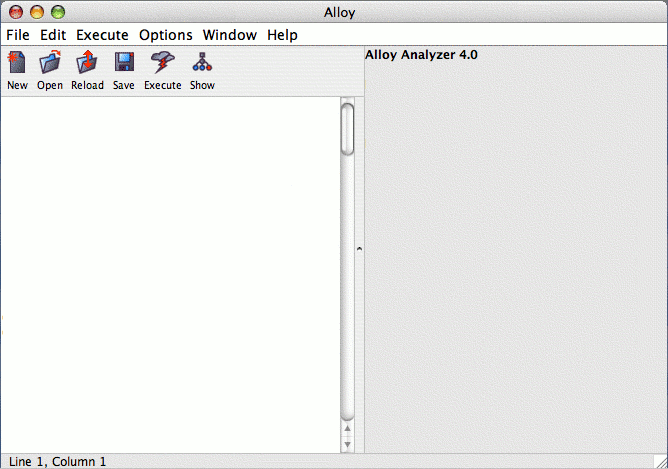 Alloy
File Edit Execute Options Window Help
New Open Reload Save Execute Show
Alloy Analyzer 4.0
Line 1, Column 1